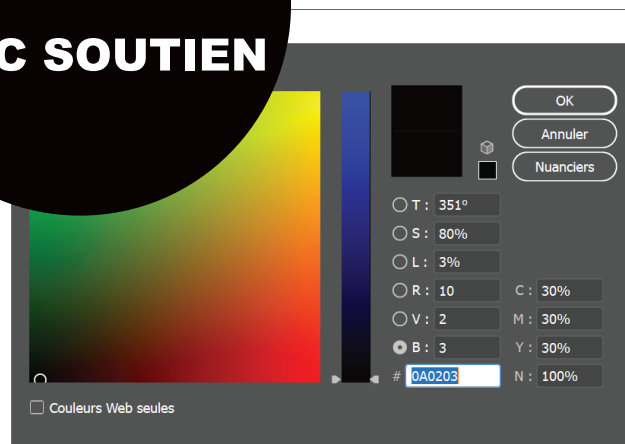 C SOUTIEN
OK
Annuler
Nuanciers
T : 351°
S : 80%
L : 3%
R : 10
C : 30%
V : 2
M : 30%
B : 3
Y : 30%
# 0A0203
N : 100%
Couleurs Web seules